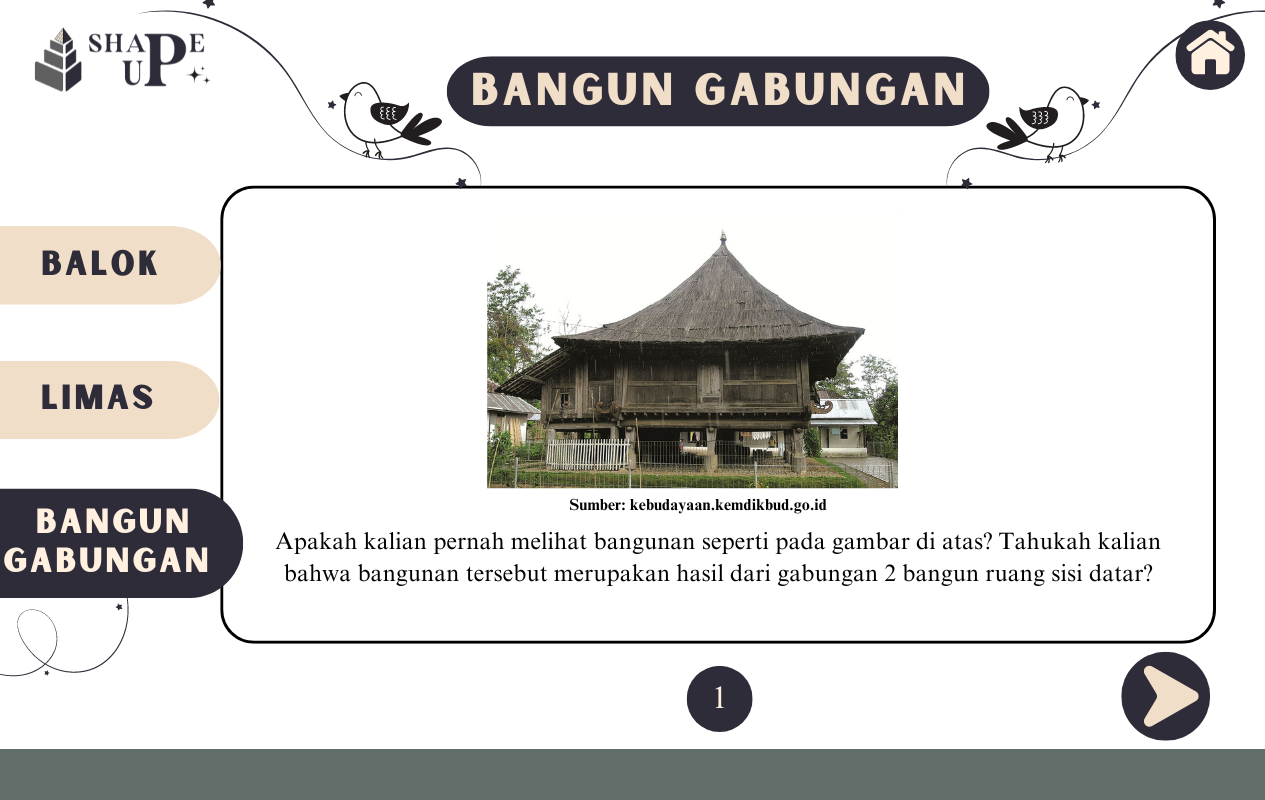 SHAPE
UP
BANGUN GABUNGAN
BALOK
LIMAS
BANGUN
GABUNGAN
Sumber: kebudayaan.kemdikbud.go.id
Apakah kalian pernah melihat bangunan seperti pada gambar di atas? Tahukah kalian
bahwa bangunan tersebut merupakan hasil dari gabungan 2 bangun ruang sisi datar?
1